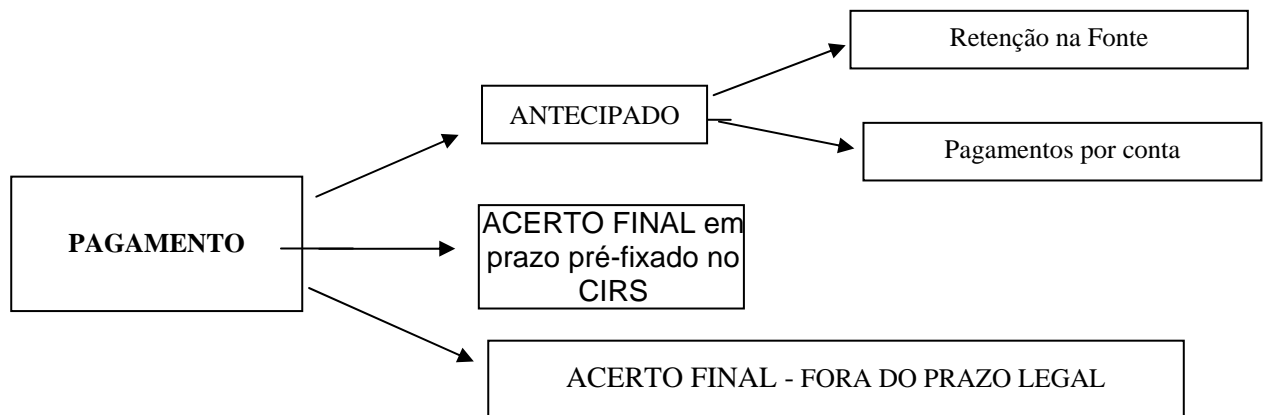 Retenção na Fonte
ANTECIPADO
Pagamentos por conta
PAGAMENTO
ACERTO FINAL em
prazo pré-fixado no
CIRS
ACERTO FINAL - FORA DO PRAZO LEGAL